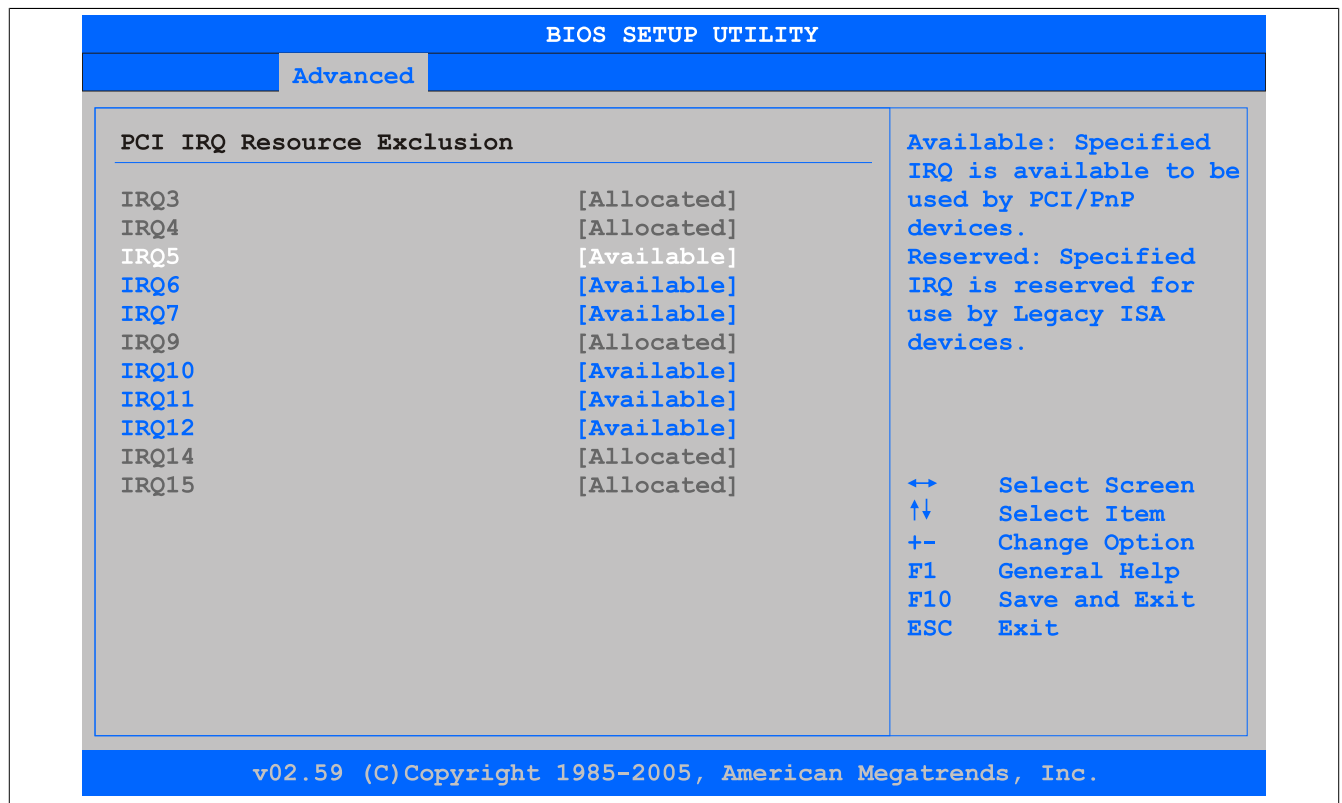 BIOS SETUP UTILITY
Advanced
PCI IRQ Resource Exclusion
IRQ3 [Allocated]
IRQ4 [Allocated]
IRQ5 [Available]
IRQ6 [Available]
IRQ7 [Available]
IRQ9 [Allocated]
IRQ10 [Available]
IRQ11 [Available]
IRQ12 [Available]
IRQ14 [Allocated]
IRQ15 [Allocated]
Available: Specified
IRQ is available to be
used by PCI/PnP
devices.
Reserved: Specified
IRQ is reserved for
use by Legacy ISA
devices.
↔ Select Screen
↑↓ Select Item
+- Change Option
F1 General Help
F10 Save and Exit
ESC Exit
v02.59 (C)Copyright 1985-2005, American Megatrends, Inc.